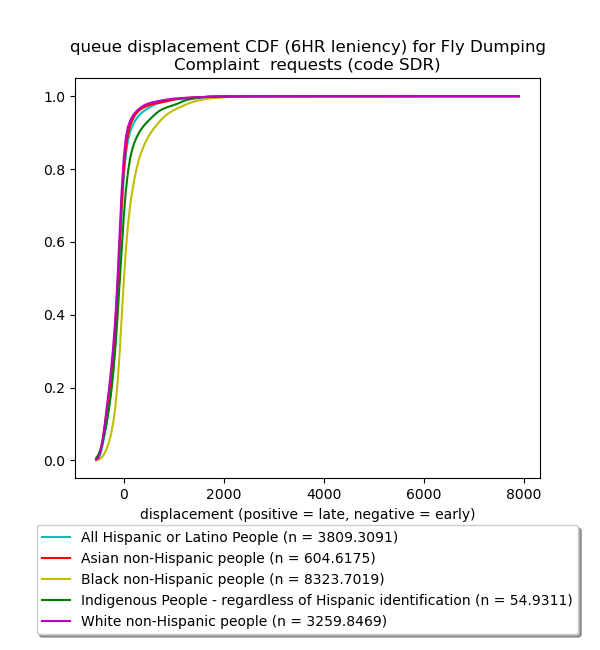 queue displacement CDF (6HR leniency) for Fly Dumping
Complaint  requests (code SDR)
1.0
0.8
0.6
0.4
0.2
0.0
0 2000 4000 6000 8000
displacement (positive = late, negative = early)
All Hispanic or Latino People (n = 3809.3091)
Asian non-Hispanic people (n = 604.6175)
Black non-Hispanic people (n = 8323.7019)
Indigenous People - regardless of Hispanic identification (n = 54.9311)
White non-Hispanic people (n = 3259.8469)